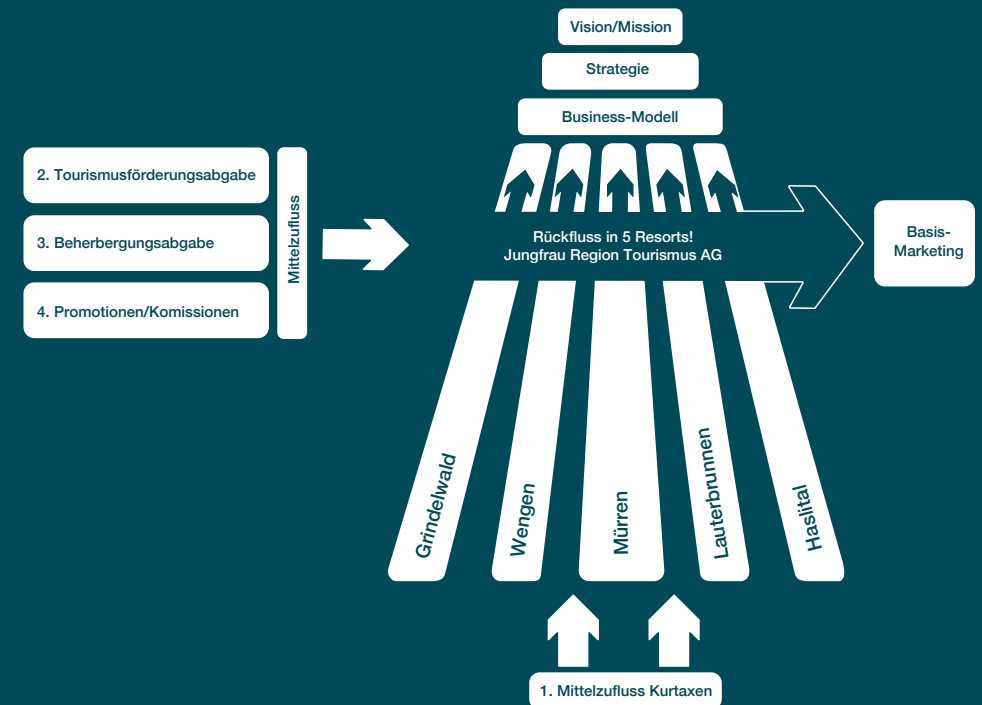 Vision/Mission
Strategie
Business-Modell
2. Tourismusförderungsabgabe
3. Beherbergungsabgabe
4. Promotionen/Komissionen
Mittelzufluss
Rückfluss in 5 Resorts!
Jungfrau Region Tourismus AG
Basis-
Marketing
Grindelwald
Wengen
Mürren
Lauterbrunnen
Haslital
1. Mittelzufluss Kurtaxen